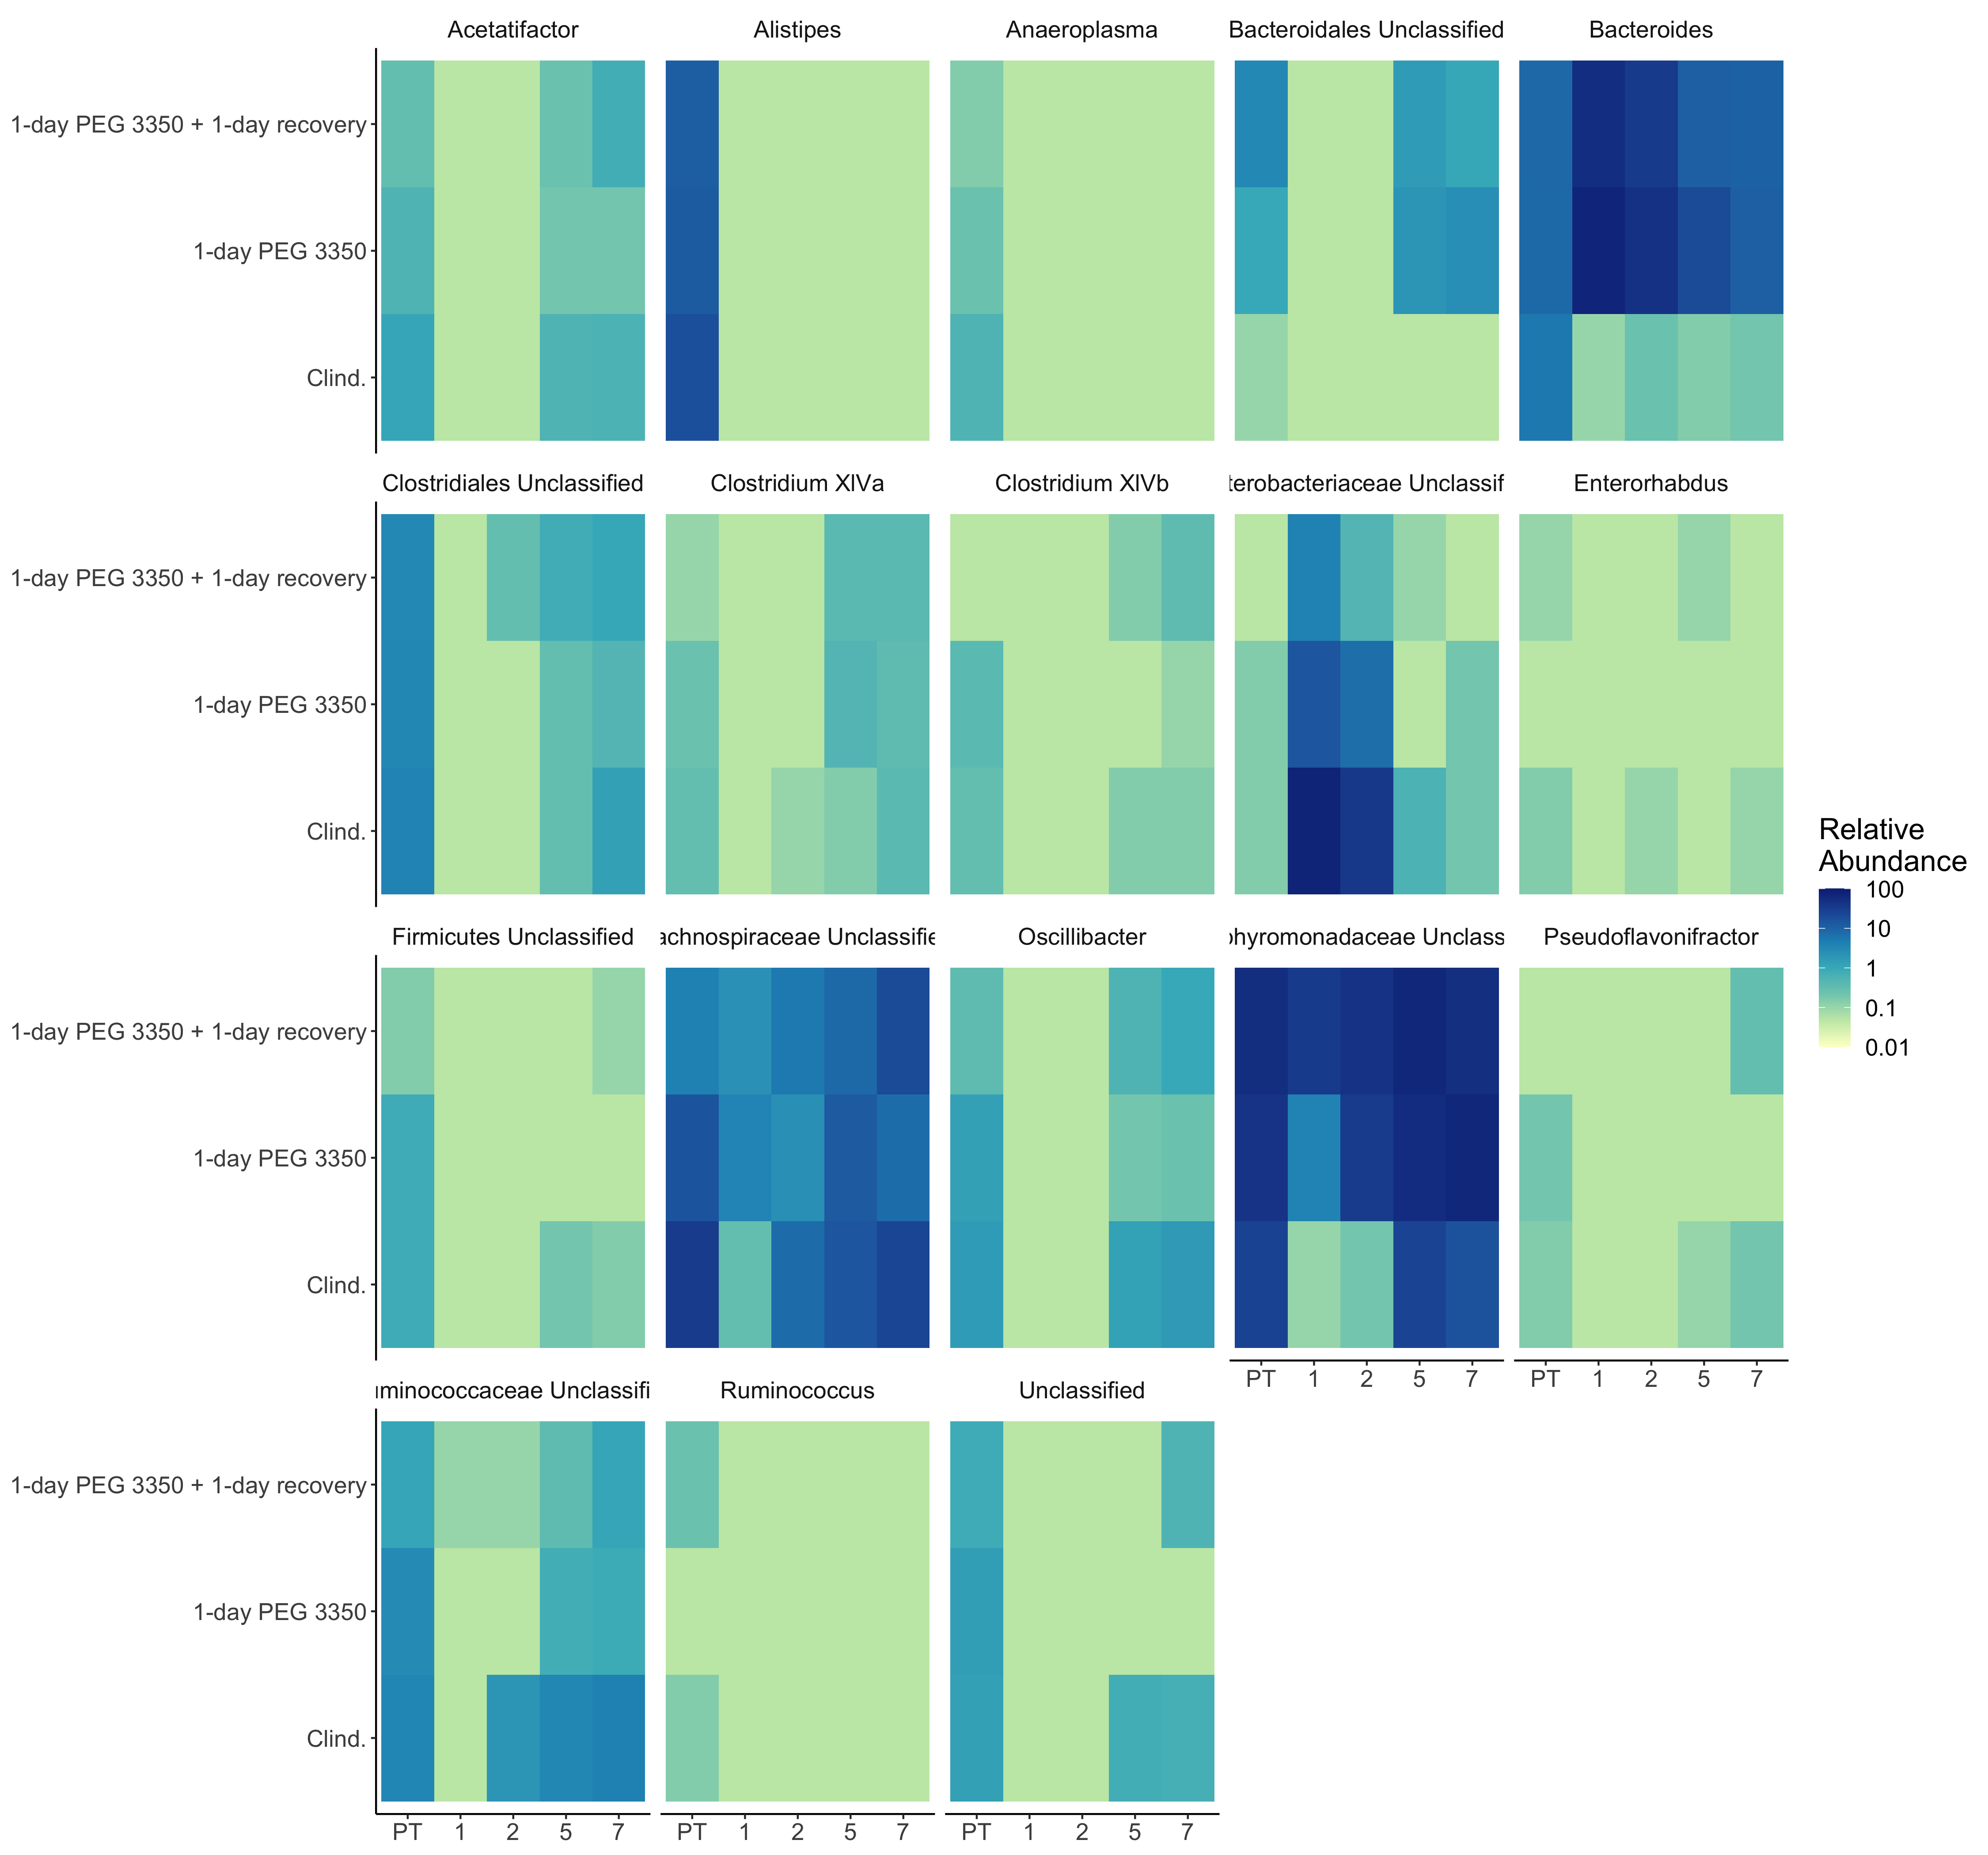 Acetatifactor Alistipes Anaeroplasma Bacteroidales Unclassified Bacteroides
1-day PEG 3350 + 1-day recovery
1-day PEG 3350
Clind.
Clostridiales Unclassified Clostridium XlVa Clostridium XlVb terobacteriaceae Unclassif Enterorhabdus
1-day PEG 3350 + 1-day recovery
1-day PEG 3350
Clind.
Relative
Abundance
100
10
1
0.1
0.01
Firmicutes Unclassified achnospiraceae Unclassifie Oscillibacter phyromonadaceae Unclass Pseudoflavonifractor
1-day PEG 3350 + 1-day recovery
1-day PEG 3350
Clind.
PT 1 2 5 7 PT 1 2 5 7
uminococcaceae Unclassifi Ruminococcus Unclassified
1-day PEG 3350 + 1-day recovery
1-day PEG 3350
Clind.
PT 1 2 5 7 PT 1 2 5 7 PT 1 2 5 7